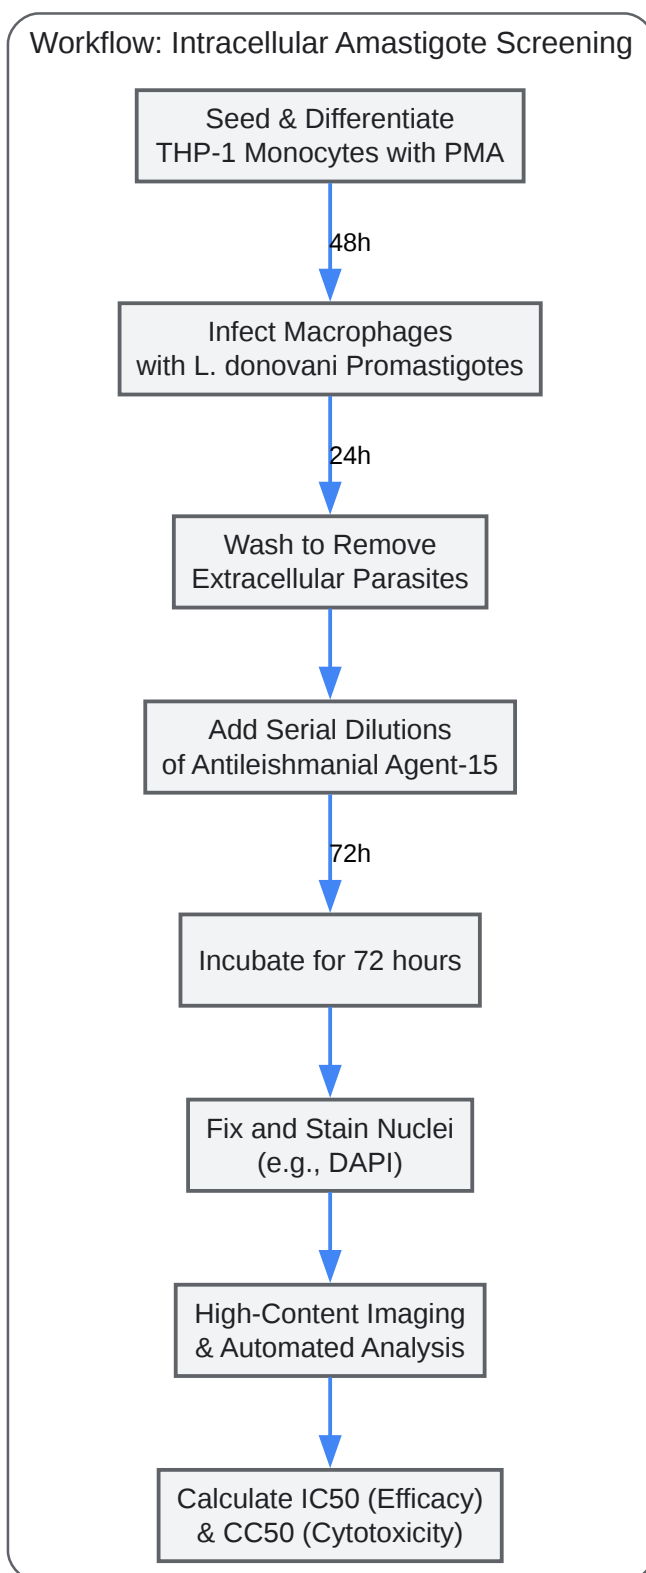 Workflow: Intracellular Amastigote Screening
Seed & Differentiate
THP-1 Monocytes with PMA
48h
Infect Macrophages
with L. donovani Promastigotes
24h
Wash to Remove
Extracellular Parasites
Add Serial Dilutions
of Antileishmanial Agent-15
72h
Incubate for 72 hours
Fix and Stain Nuclei
(e.g., DAPI)
High-Content Imaging
& Automated Analysis
Calculate IC50 (Efficacy)
& CC50 (Cytotoxicity)